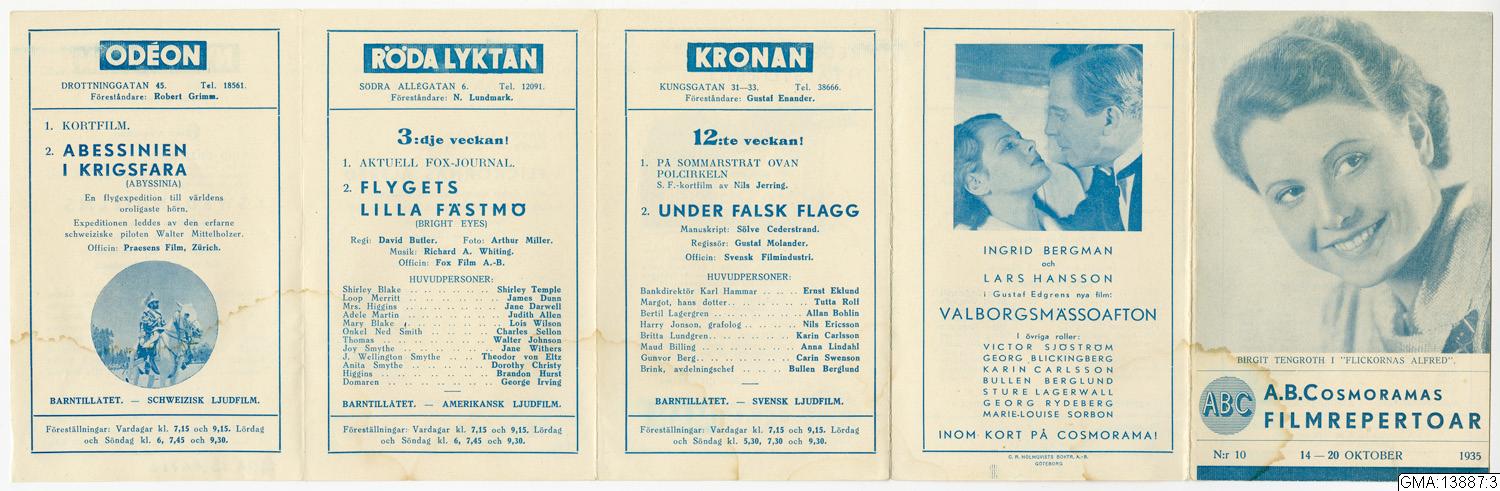 ODÉON
DROTTNINGGATAN 45. Tel. 18561.
Föreståndare: Robert Grimm.
1. KORTFILM.
2. ABESSINIEN
I KRIGSFARA
(ABYSSINIA)
En flygexpedition till världens
oroligaste hörn.
Expeditionen leddes av den erfarne
schweiziske piloten Walter Mittelholzer.
Officin: Praesens Film, Zürich.
BARNTILLÅTET. — SCHWEIZISK LJUDFILM.
Föreställningar: Vardagar kl. 7,15 och 9,15. Lördag
och Söndag kl. 6, 7,45 och 9,30.
RÖDA LYKTAN
SÖDRA ALLEGATAN 6. Tel. 12091.
Föreståndare: N. Lundmark.
3:dje veckan!
1. AKTUELL FOX-JOURNAL.
2. FLYGETS
LILLA FÄSTMÖ
(BRIGHT EYES)
Regi: David Butler. Foto: Arthur Miller.
Musik: Richard A. Whiting.
Officin: Fox Film A.-B.
HUVUDPERSONER:
Shirley Blake .. .. .. .. .. .. Shirley Temple
Loop Merritt .. .. .. .. .. .. James Dunn
Mrs. Higgins .. .. .. .. .. .. Jane Darwell
Adele Martin .. .. .. .. .. .. Judith Allen
Mary Blake .. .. .. .. .. .. Lois Wilson
Onkel Ned Smith .. .. .. .. Charles Sellon
Thomas .. .. .. .. .. .. Walter Johnson
Joy Smythe .. .. .. .. .. .. Jane Withers
J. Wellington Smythe .. .. Theodor von Eltz
Anita Smythe .. .. .. .. Dorothy Christy
Higgins .. .. .. .. .. .. Brandon Hurst
Domaren .. .. .. .. .. .. George Irving
BARNTILLÅTET. — AMERIKANSK LJUDFILM.
Föreställningar: Vardagar kl. 7,15 och 9,15. Lördag
och Söndag kl. 6, 7,45 och 9,30.
KRONAN
KUNGSGATAN 31—33. Tel. 38666.
Föreståndare: Gustaf Enander.
12:te veckan!
1. PÅ SOMMARSTRÅT OVAN
POLCIRKELN
S. F.-kortfilm av Nils Jerring.
2. UNDER FALSK FLAGG
Manuskript: Sölve Cederstrand.
Regissör: Gustaf Molander.
Officin: Svensk Filmindustri.
HUVUDPERSONER:
Bankdirektör Karl Hammar .. .. Ernst Eklund
Margot, hans dotter .. .. .. .. Tutta Rolf
Bertil Lagergren .. .. .. .. .. Allan Bohlin
Harry Jonson, grafolog .. .. .. Nils Ericsson
Britta Lundgren .. .. .. .. Karin Carlsson
Maud Billing .. .. .. .. .. Anna Lindahl
Gunvor Berg .. .. .. .. .. Carin Swenson
Brink, avdelningschef .. .. Bullen Berglund
BARNTILLÅTET. — SVENSK LJUDFILM.
Föreställningar: Vardagar kl. 7,15 och 9,15. Lördag
och Söndag kl. 5,30, 7,30 och 9,30.
INGRID BERGMAN
och
LARS HANSSON
i Gustaf Edgrens nya film:
VALBORGSMÄSSOAFTON
I övriga roller:
VICTOR SJÖSTRÖM
GEORG BLICKINGBERG
KARIN CARLSSON
BULLEN BERGLUND
STURE LAGERWALL
GEORG RYDEBERG
MARIE-LOUISE SORBON
INOM KORT PÅ COSMORAMA!
C. R. HOLMQVISTS BOKTR. A.-B.
GÖTEBORG
BIRGIT TENGROTH I "FLICKORNAS ALFRED".
ABC
A.B. COSMORAMAS
FILMREPERTOAR
N:r 10 14—20 OKTOBER 1935
GMA:13887:3